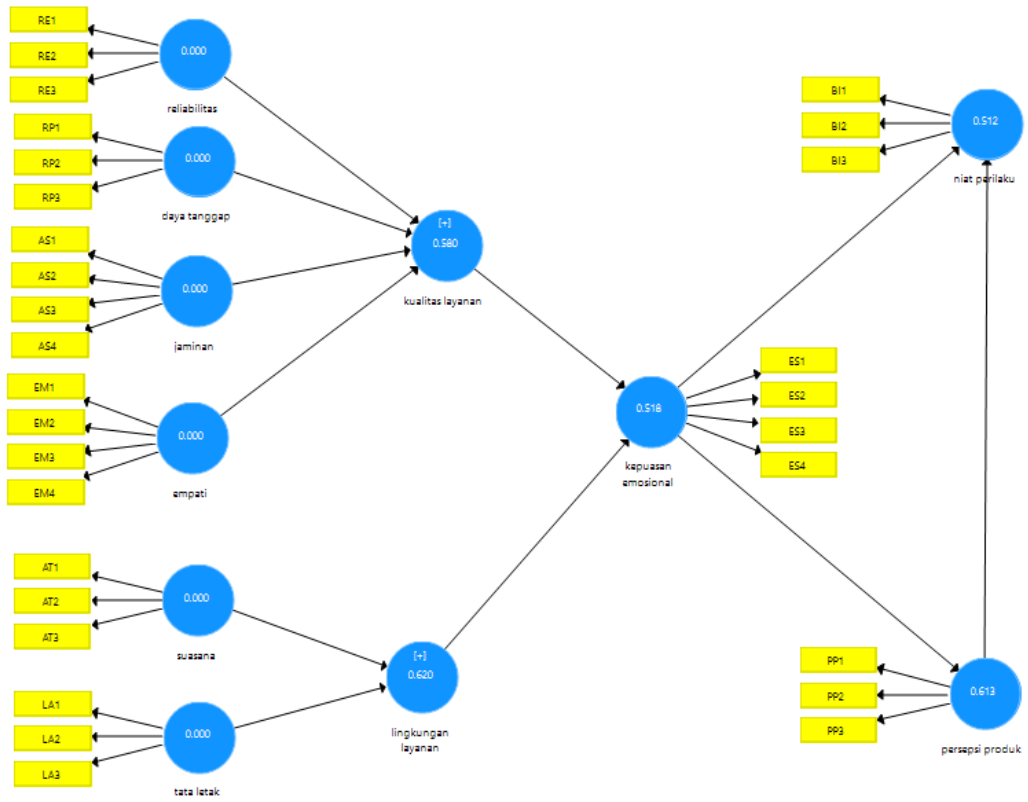 RE1
RE2
RE3
0.000
reliabilitas
RP1
RP2
RP3
0.000
daya tanggap
AS1
AS2
AS3
AS4
0.000
jaminan
EM1
EM2
EM3
EM4
0.000
empati
AT1
AT2
AT3
0.000
suasana
LA1
LA2
LA3
0.000
tata letak
[+]
0.580
kualitas layanan
[+]
0.620
lingkungan
layanan
0.518
kepuasan
emosional
ES1
ES2
ES3
ES4
BI1
BI2
BI3
0.512
niat perilaku
PP1
PP2
PP3
0.613
persepsi produk